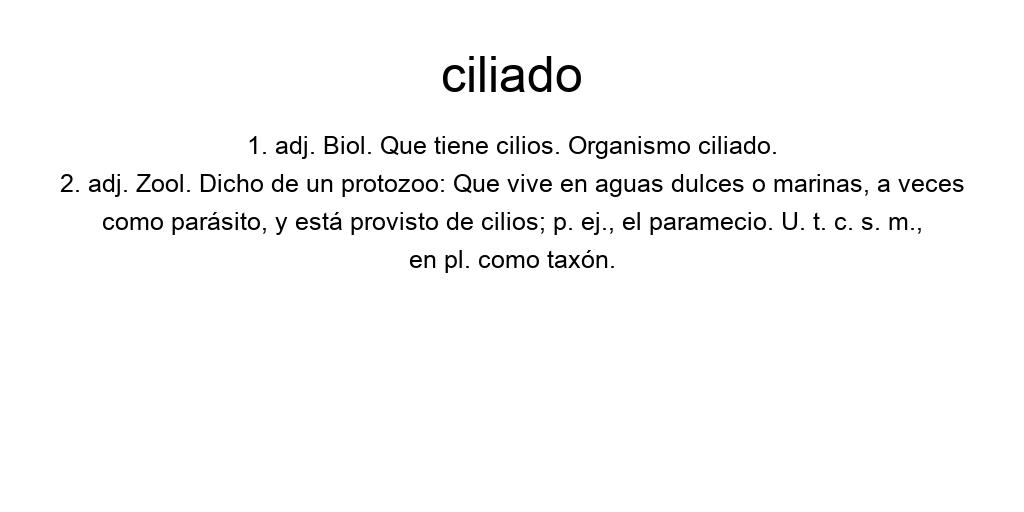 ciliado
1. adj. Biol. Que tiene cilios. Organismo ciliado.
2. adj. Zool. Dicho de un protozoo: Que vive en aguas dulces o marinas, a veces
como parásito, y está provisto de cilios; p. ej., el paramecio. U. t. c. s. m.,
en pl. como taxón.